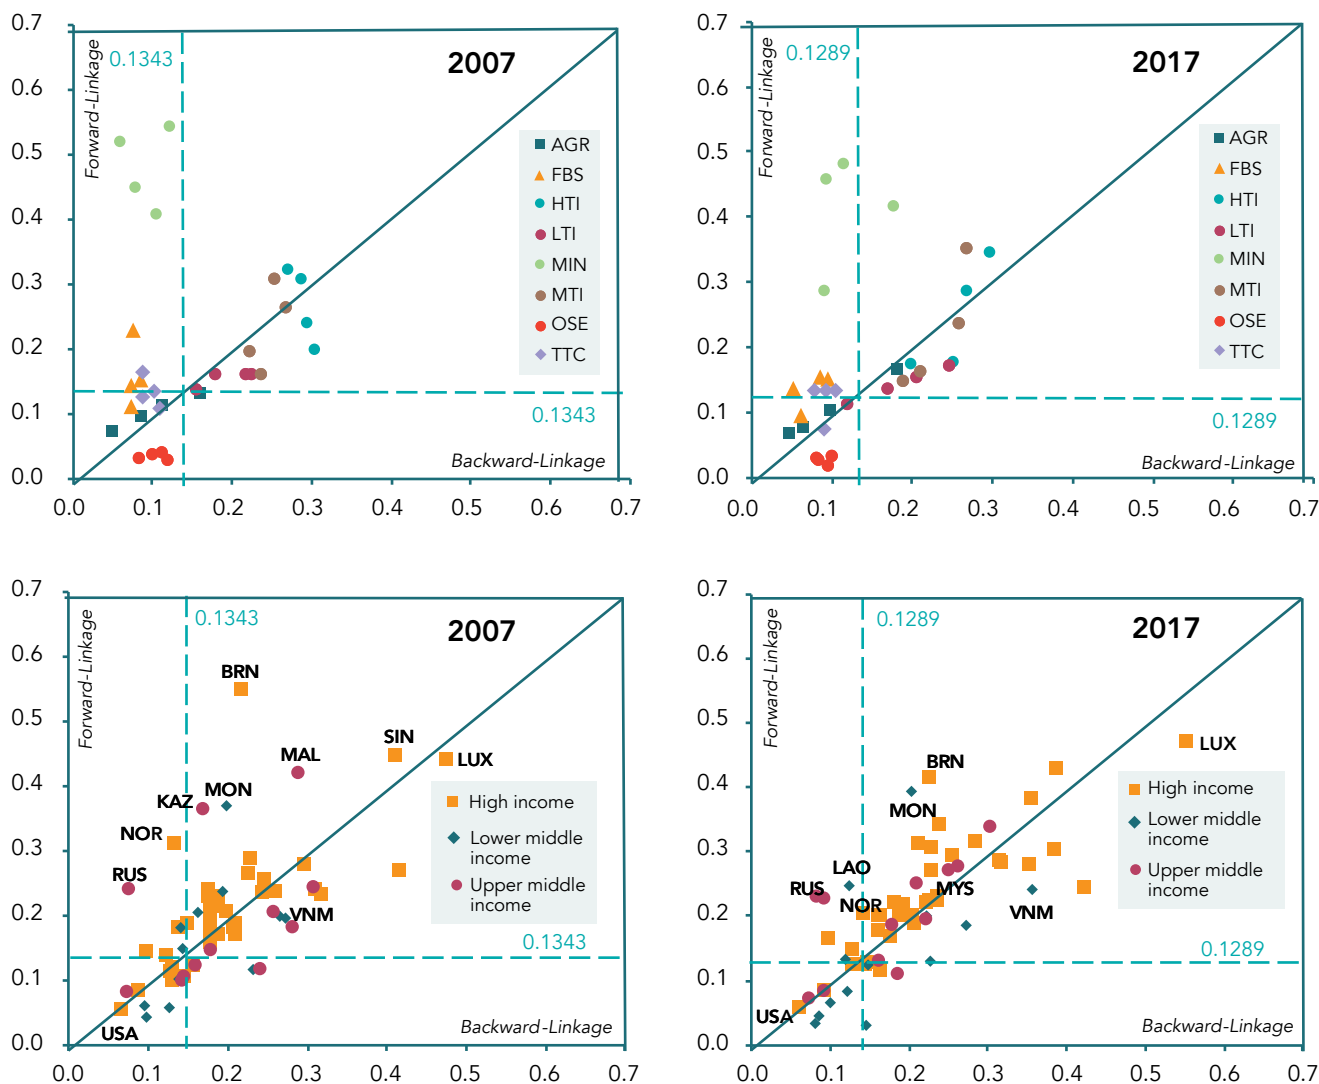 0.7
0.6
0.5
0.4
0.3
0.2
0.1
0.0
Forward-Linkage
0.1343
2007
AGR
FBS
HTI
LTI
MIN
MTI
OSE
TTC
0.1343
Backward-Linkage
0.0 0.1 0.2 0.3 0.4 0.5 0.6 0.7
0.7
0.6
0.5
0.4
0.3
0.2
0.1
0.0
Forward-Linkage
0.1289
2017
AGR
FBS
HTI
LTI
MIN
MTI
OSE
TTC
0.1289
Backward-Linkage
0.0 0.1 0.2 0.3 0.4 0.5 0.6 0.7
0.7
0.6
0.5
0.4
0.3
0.2
0.1
0.0
Forward-Linkage
0.1343
2007
BRN
SIN
LUX
MAL
MON
KAZ
NOR
RUS
VNM
USA
High income
Lower middle
income
Upper middle
income
0.1343
Backward-Linkage
0.0 0.1 0.2 0.3 0.4 0.5 0.6 0.7
0.7
0.6
0.5
0.4
0.3
0.2
0.1
0.0
Forward-Linkage
0.1289
2017
LUX
BRN
MON
LAO
RUS
NOR
MYS
VNM
USA
High income
Lower middle
income
Upper middle
income
0.1289
Backward-Linkage
0.0 0.1 0.2 0.3 0.4 0.5 0.6 0.7